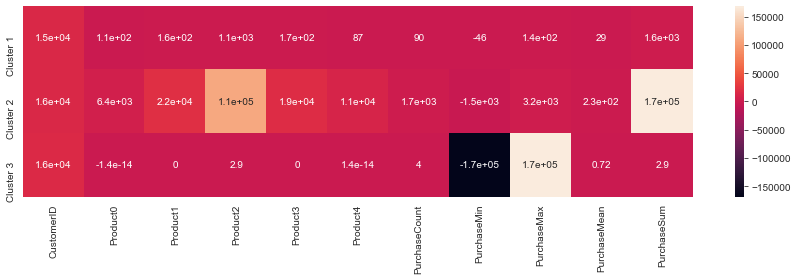 Cluster 1 1.5e+04 1.1e+02 1.6e+02 1.1e+03 1.7e+02 87 90 -46 1.4e+02 29 1.6e+03
Cluster 2 1.6e+04 6.4e+03 2.2e+04 1.1e+05 1.9e+04 1.1e+04 1.7e+03 -1.5e+03 3.2e+03 2.3e+02 1.7e+05
Cluster 3 1.6e+04 -1.4e-14 0 2.9 0 1.4e-14 4 -1.7e+05 1.7e+05 0.72 2.9
CustomerID Product0 Product1 Product2 Product3 Product4 PurchaseCount PurchaseMin PurchaseMax PurchaseMean PurchaseSum
150000
100000
50000
0
-50000
-100000
-150000